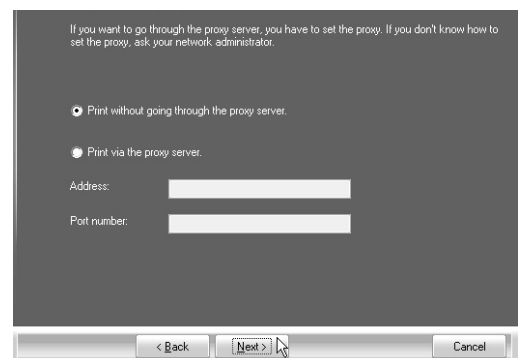 If you want to go through the proxy server, you have to set the proxy. If you don't know how to
set the proxy, ask your network administrator.
Print without going through the proxy server.
Print via the proxy server.
Address:
Port number:
< Back
Next >
Cancel